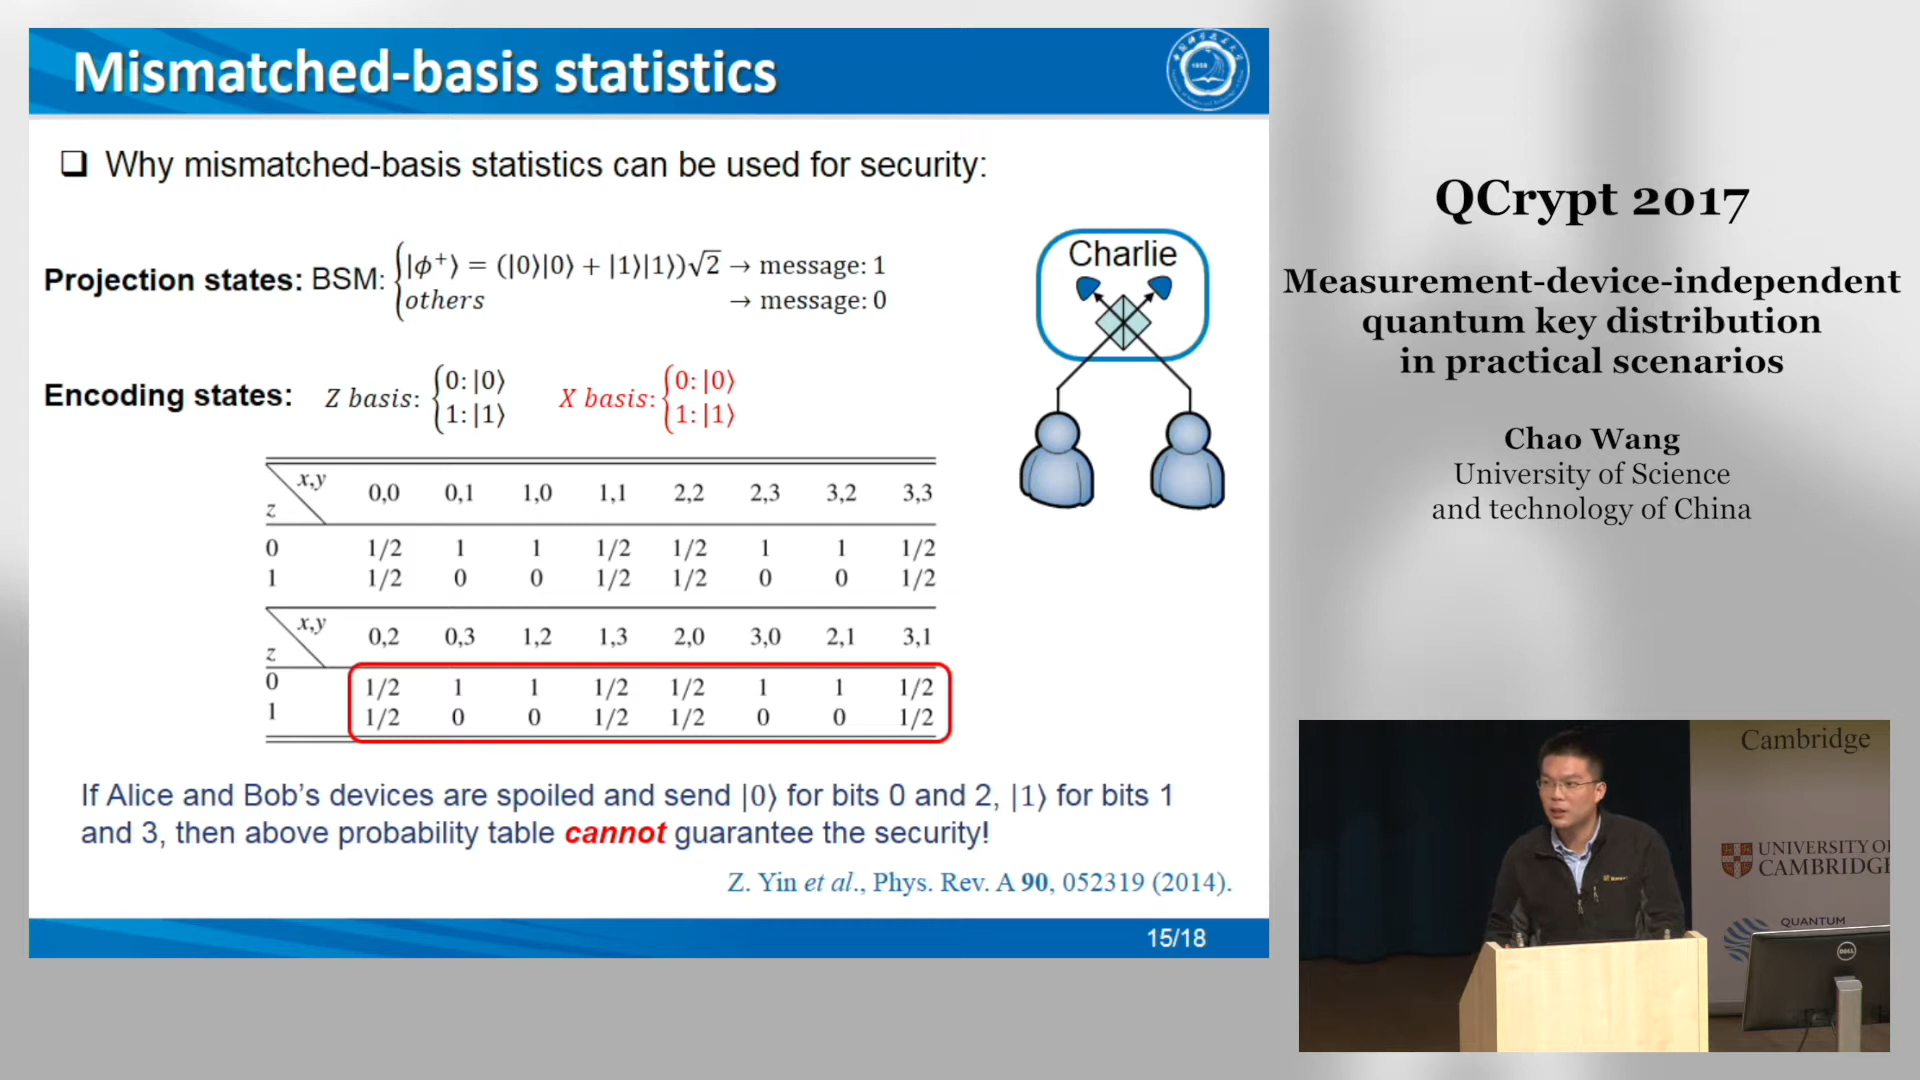 Mismatched-basis statistics
1958
❑ Why mismatched-basis statistics can be used for security:
Projection states: BSM: {|ϕ⁺⟩ = (|0⟩|0⟩ + |1⟩|1⟩)√2 → message: 1
others → message: 0
Charlie
Encoding states: Z basis: {0: |0⟩ X basis: {0: |0⟩
1: |1⟩ 1: |1⟩
x,y 0,0 0,1 1,0 1,1 2,2 2,3 3,2 3,3
z
0 1/2 1 1 1/2 1/2 1 1 1/2
1 1/2 0 0 1/2 1/2 0 0 1/2
x,y 0,2 0,3 1,2 1,3 2,0 3,0 2,1 3,1
z
0 1/2 1 1 1/2 1/2 1 1 1/2
1 1/2 0 0 1/2 1/2 0 0 1/2
If Alice and Bob's devices are spoiled and send |0⟩ for bits 0 and 2, |1⟩ for bits 1
and 3, then above probability table cannot guarantee the security!
Z. Yin et al., Phys. Rev. A 90, 052319 (2014).
15/18
QCrypt 2017
Measurement-device-independent
quantum key distribution
in practical scenarios
Chao Wang
University of Science
and technology of China
Cambridge
UNIVERSITY OF
CAMBRIDGE
QUANTUM
DELL